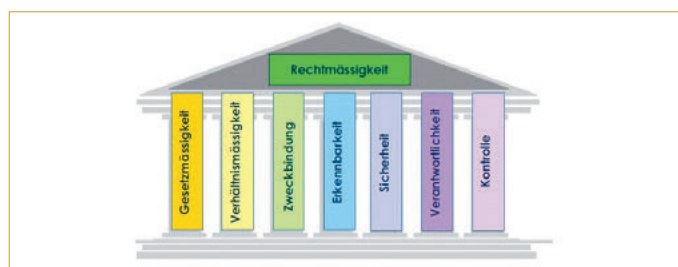 Rechtmässigkeit
Gesetzmässigkeit
Verhältnismässigkeit
Zweckbindung
Erkennbarkeit
Sicherheit
Verantwortlichkeit
Kontrolle